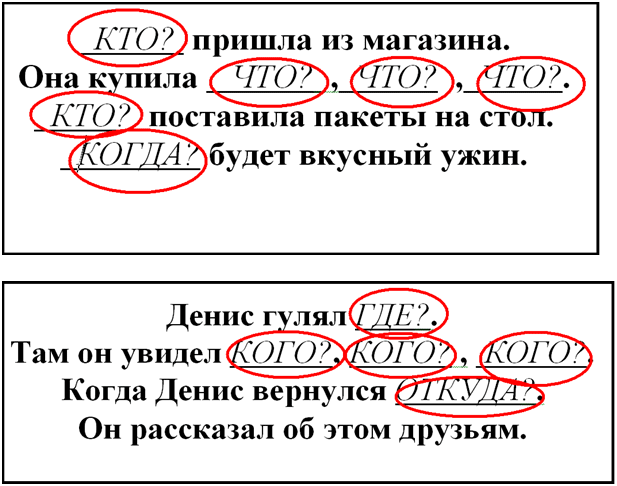 КТО? пришла из магазина.
Она купила ЧТО? , ЧТО? , ЧТО?.
КТО? поставила пакеты на стол.
КОГДА? будет вкусный ужин.
Денис гулял ГДЕ?.
Там он увидел КОГО?, КОГО? , КОГО?.
Когда Денис вернулся ОТКУДА?.
Он рассказал об этом друзьям.